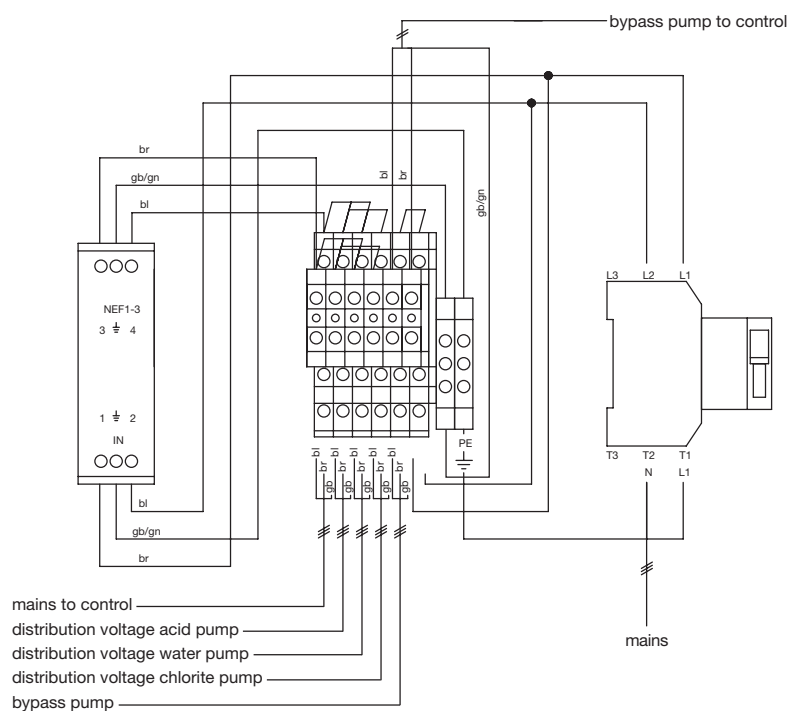 bypass pump to control
br
gb/gn
bl
bl
br
gb/gn
L3 L2 L1
NEF1-3
3 4
1 2
IN
PE
T3 T2 T1
N L1
bl br gb bl br gb bl br gb bl br gb bl br gb
bl
gb/gn
br
mains to control
distribution voltage acid pump
distribution voltage water pump
distribution voltage chlorite pump
bypass pump
mains